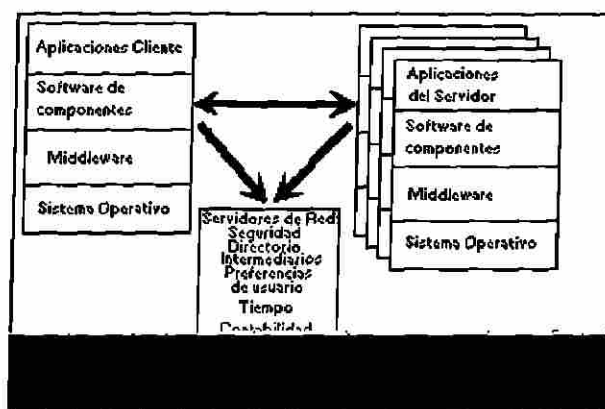 Aplicaciones Cliente
Software de
componentes
Middleware
Sistema Operativo
Servidores de Red
Seguridad
Directorio
Intermediarios
Preferencias
de usuario
Tiempo
Contabilidad
Aplicaciones
del Servidor
Software de
componentes
Middleware
Sistema Operativo